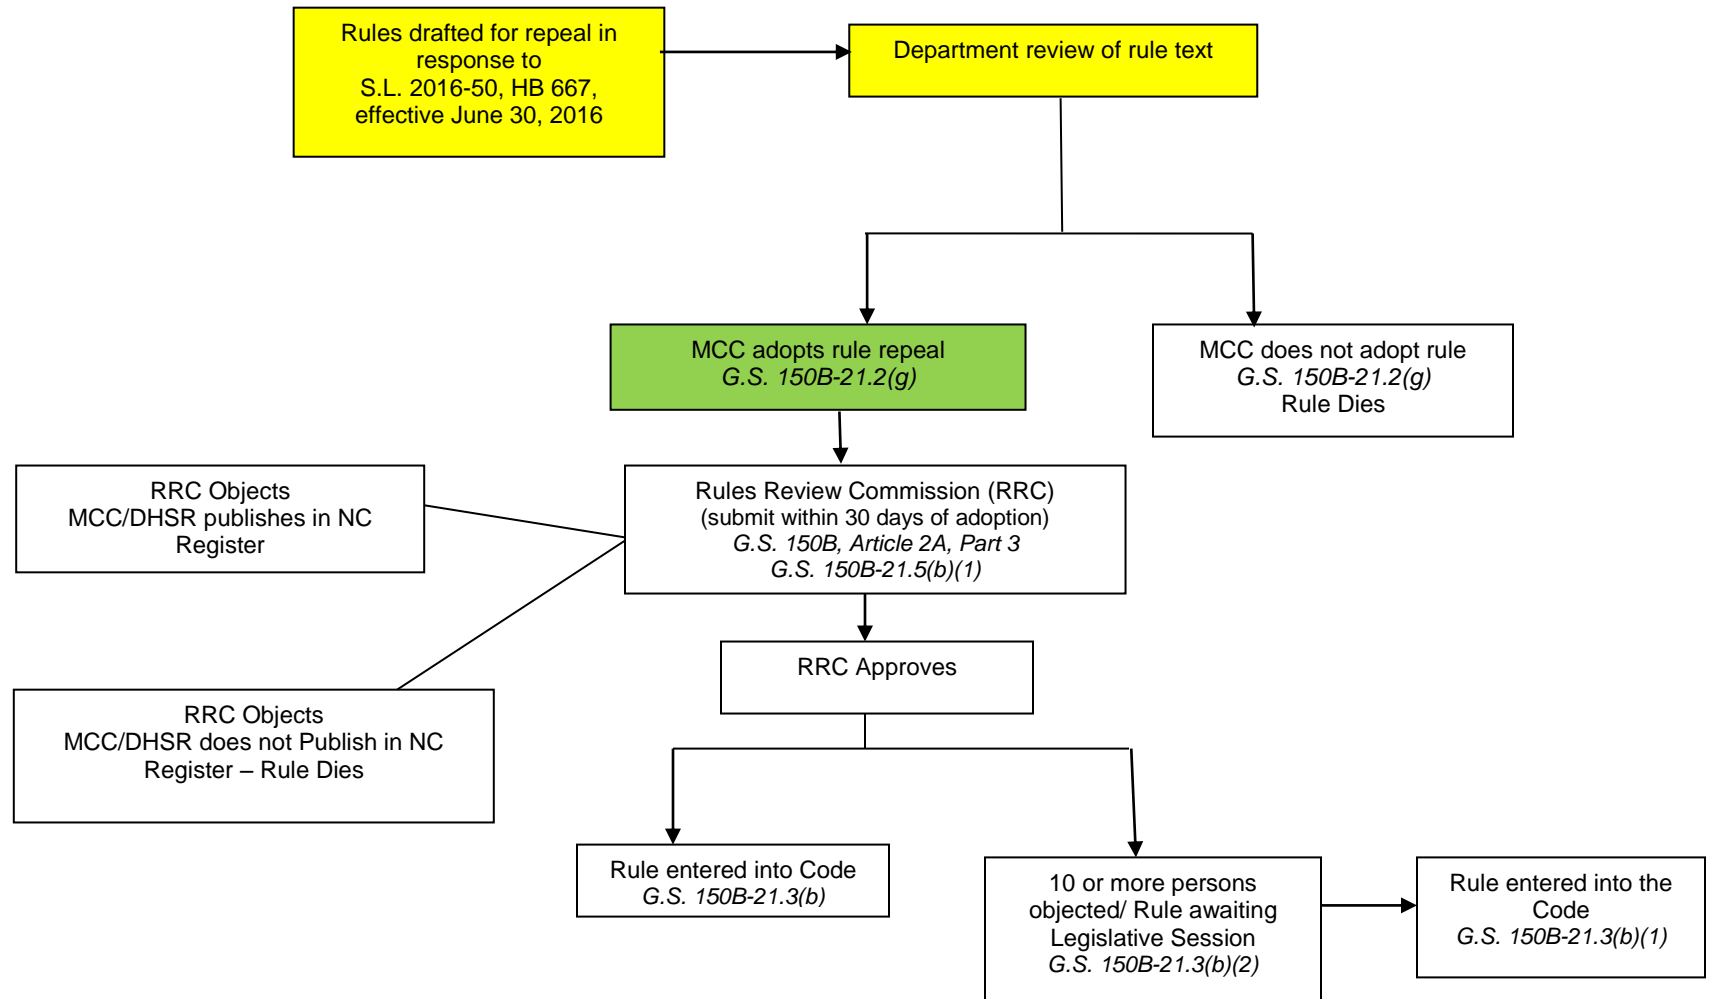 Rules drafted for repeal in
response to
S.L. 2016-50, HB 667,
effective June 30, 2016
Department review of rule text
MCC adopts rule repeal
G.S. 150B-21.2(g)
MCC does not adopt rule
G.S. 150B-21.2(g)
Rule Dies
RRC Objects
MCC/DHSR publishes in NC
Register
Rules Review Commission (RRC)
(submit within 30 days of adoption)
G.S. 150B, Article 2A, Part 3
G.S. 150B-21.5(b)(1)
RRC Approves
RRC Objects
MCC/DHSR does not Publish in NC
Register – Rule Dies
Rule entered into Code
G.S. 150B-21.3(b)
10 or more persons
objected/ Rule awaiting
Legislative Session
G.S. 150B-21.3(b)(2)
Rule entered into the
Code
G.S. 150B-21.3(b)(1)